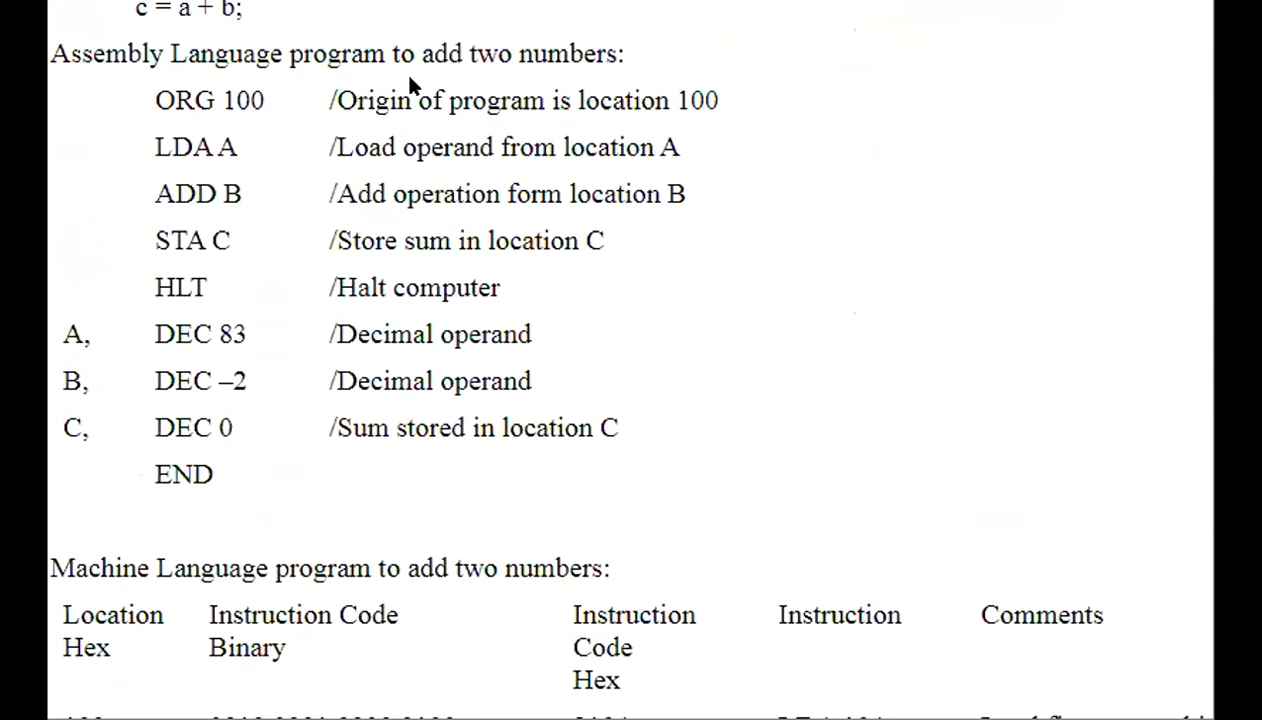 c = a + b;
Assembly Language program to add two numbers:
ORG 100 /Origin of program is location 100
LDA A /Load operand from location A
ADD B /Add operation form location B
STA C /Store sum in location C
HLT /Halt computer
A, DEC 83 /Decimal operand
B, DEC –2 /Decimal operand
C, DEC 0 /Sum stored in location C
END
Machine Language program to add two numbers:
Location Instruction Code Instruction Instruction Comments
Hex Binary Code
Hex